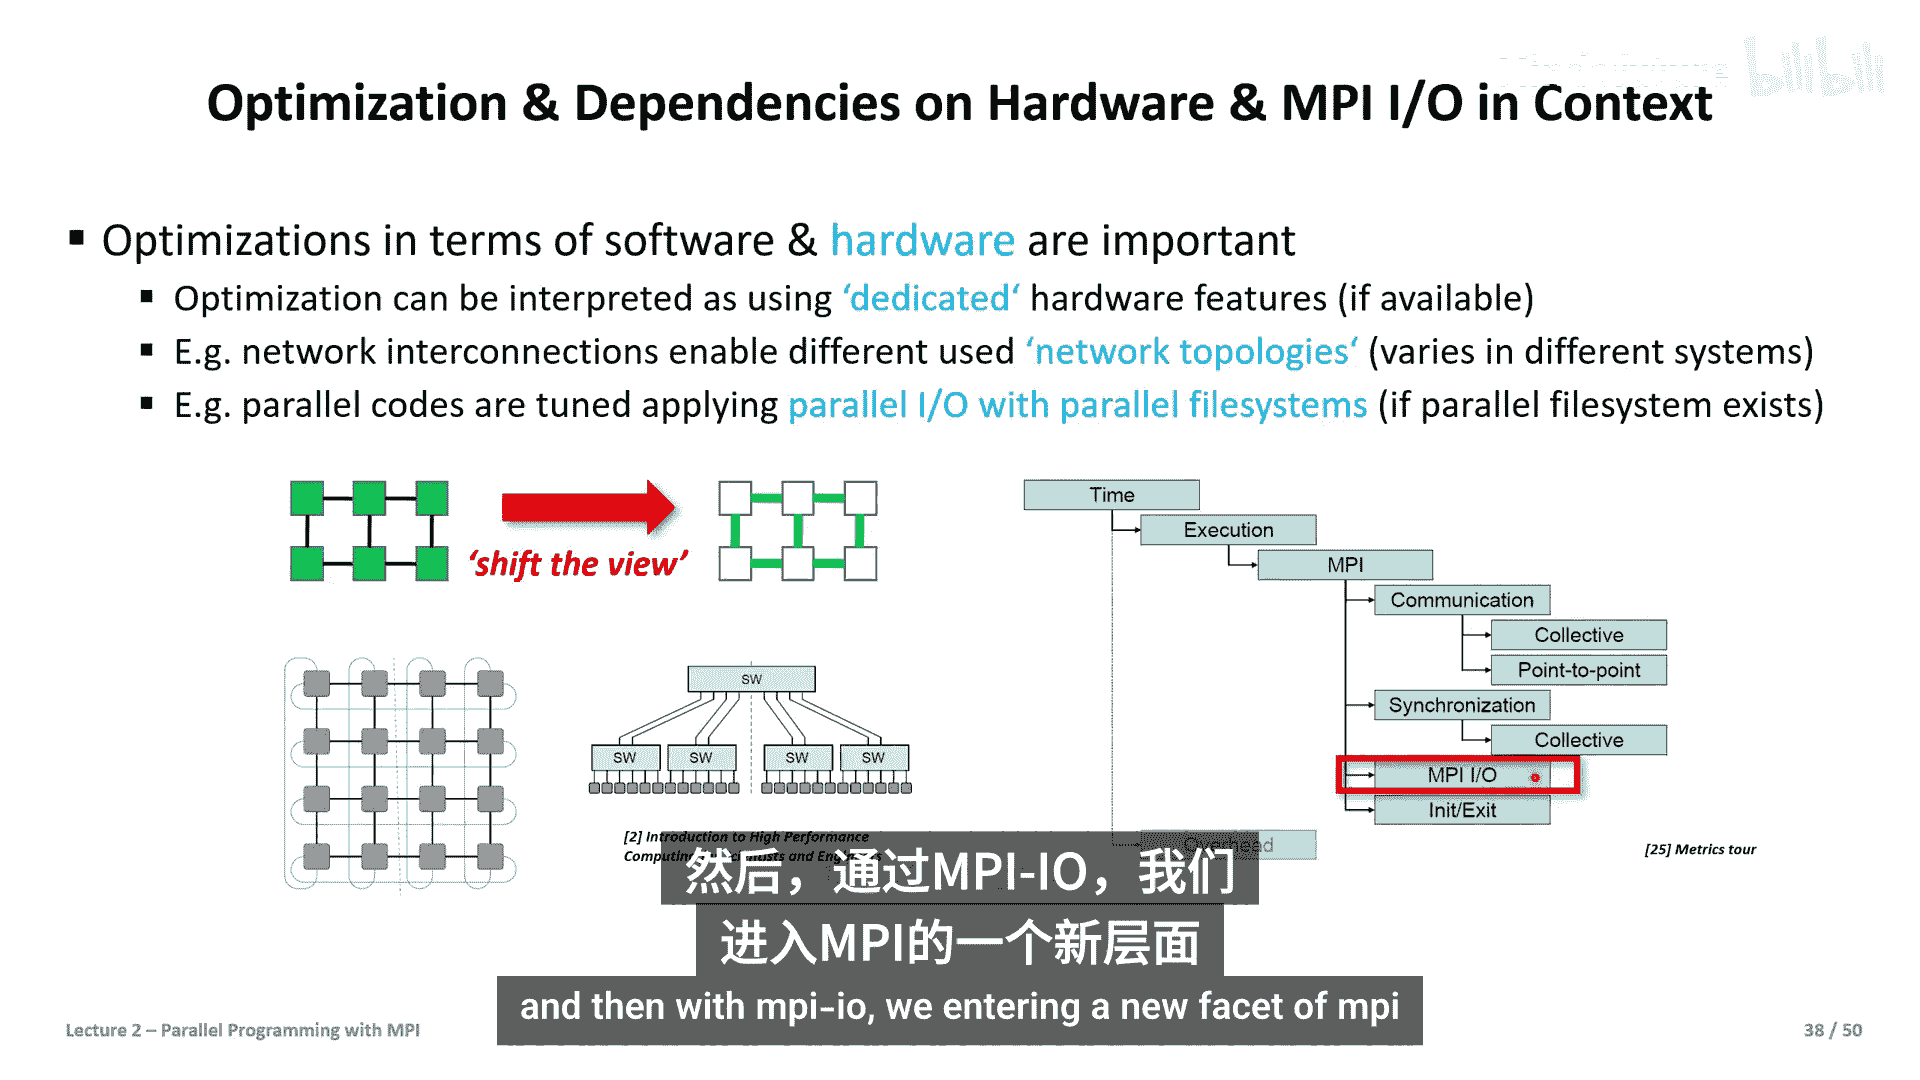 bilibili
Optimization & Dependencies on Hardware & MPI I/O in Context
▪ Optimizations in terms of software & hardware are important
▪ Optimization can be interpreted as using ‘dedicated‘ hardware features (if available)
▪ E.g. network interconnections enable different used ‘network topologies‘ (varies in different systems)
▪ E.g. parallel codes are tuned applying parallel I/O with parallel filesystems (if parallel filesystem exists)
‘shift the view’
SW
SW SW SW SW
[2] Introduction to High Performance
Time
Execution
MPI
Communication
Collective
Point-to-point
Synchronization
Collective
MPI I/O
Init/Exit
[25] Metrics tour
然后，通过MPI-IO，我们
进入MPI的一个新层面
and then with mpi-io, we entering a new facet of mpi
Lecture 2 – Parallel Programming with MPI
38 / 50